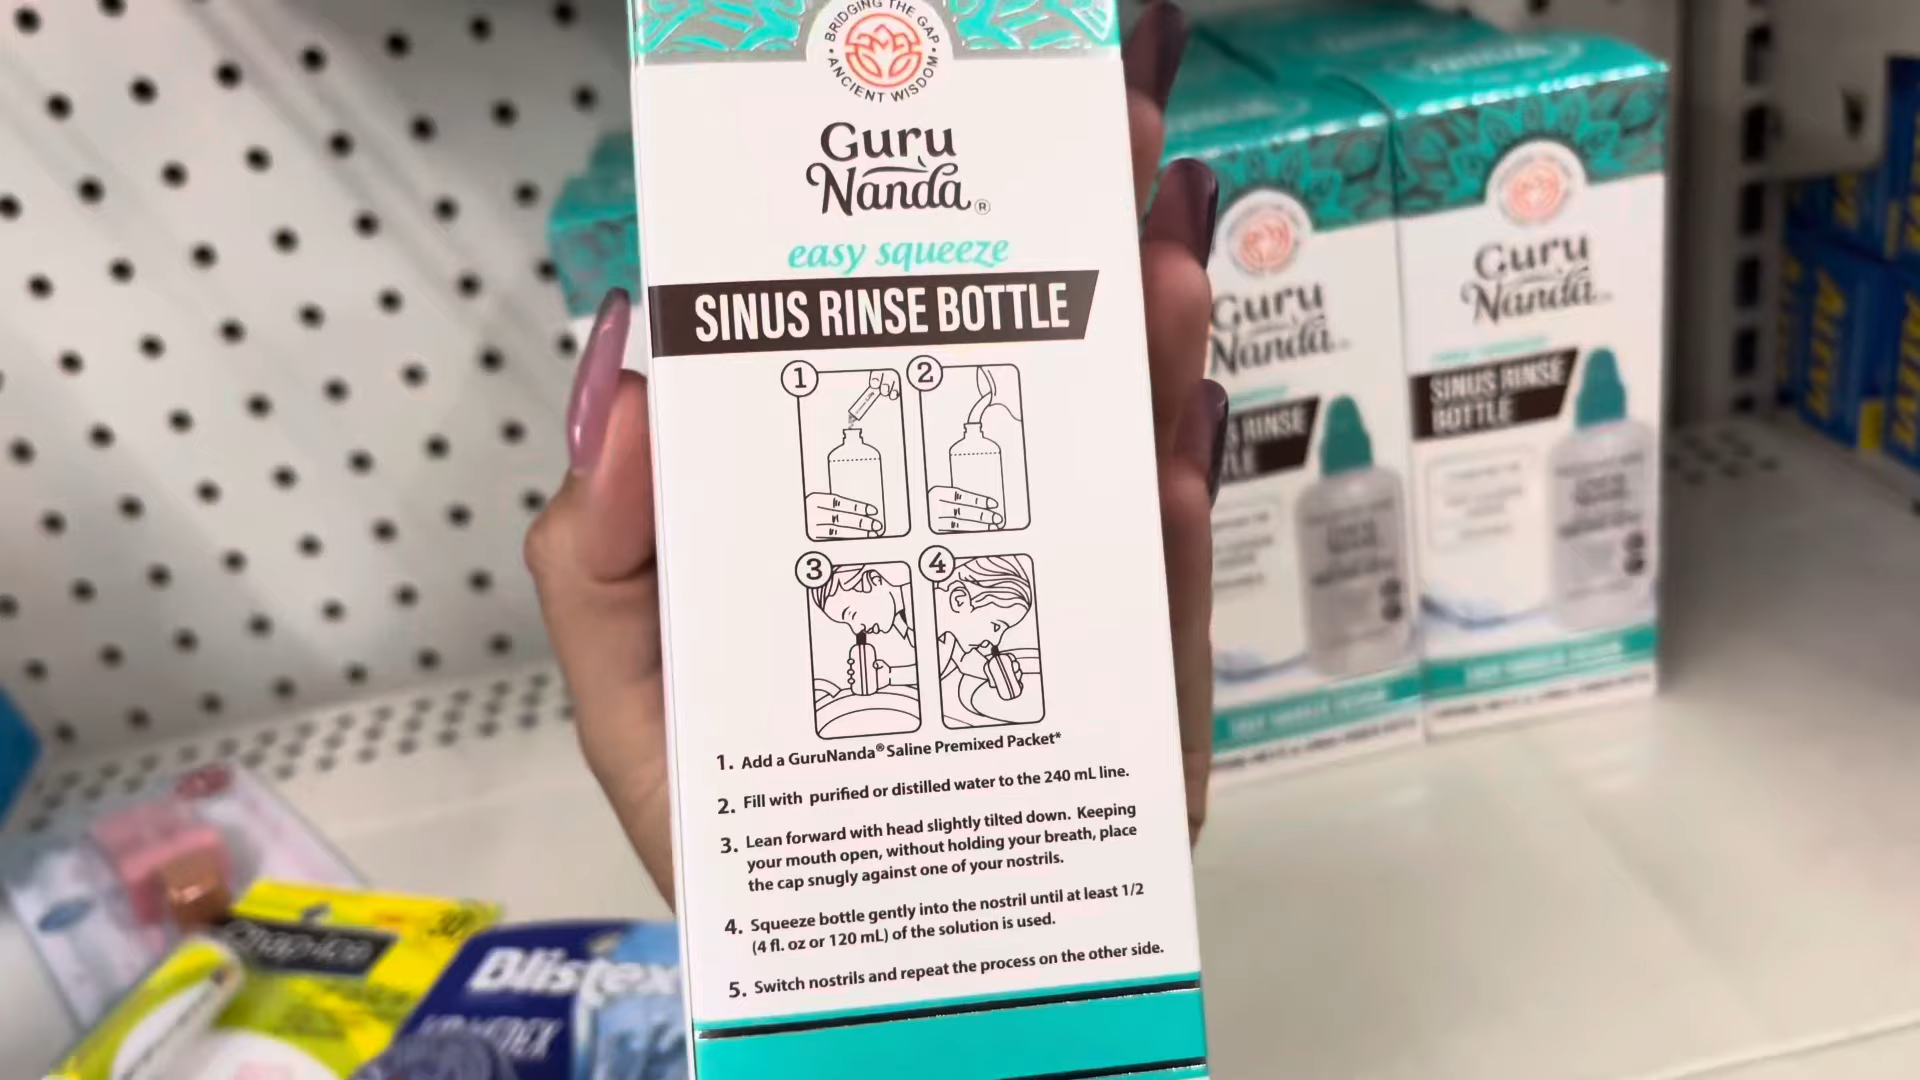 BRIDGING THE GAP
ANCIENT WISDOM
Guru
Nanda®
easy squeeze
SINUS RINSE BOTTLE
1
2
3
4
1. Add a GuruNanda® Saline Premixed Packet*
2. Fill with purified or distilled water to the 240 mL line.
3. Lean forward with head slightly tilted down. Keeping
your mouth open, without holding your breath, place
the cap snugly against one of your nostrils.
4. Squeeze bottle gently into the nostril until at least 1/2
(4 fl. oz or 120 mL) of the solution is used.
5. Switch nostrils and repeat the process on the other side.
Guru
Nanda
RINSE
Guru
Nanda
SINUS RINSE
BOTTLE
Blistex